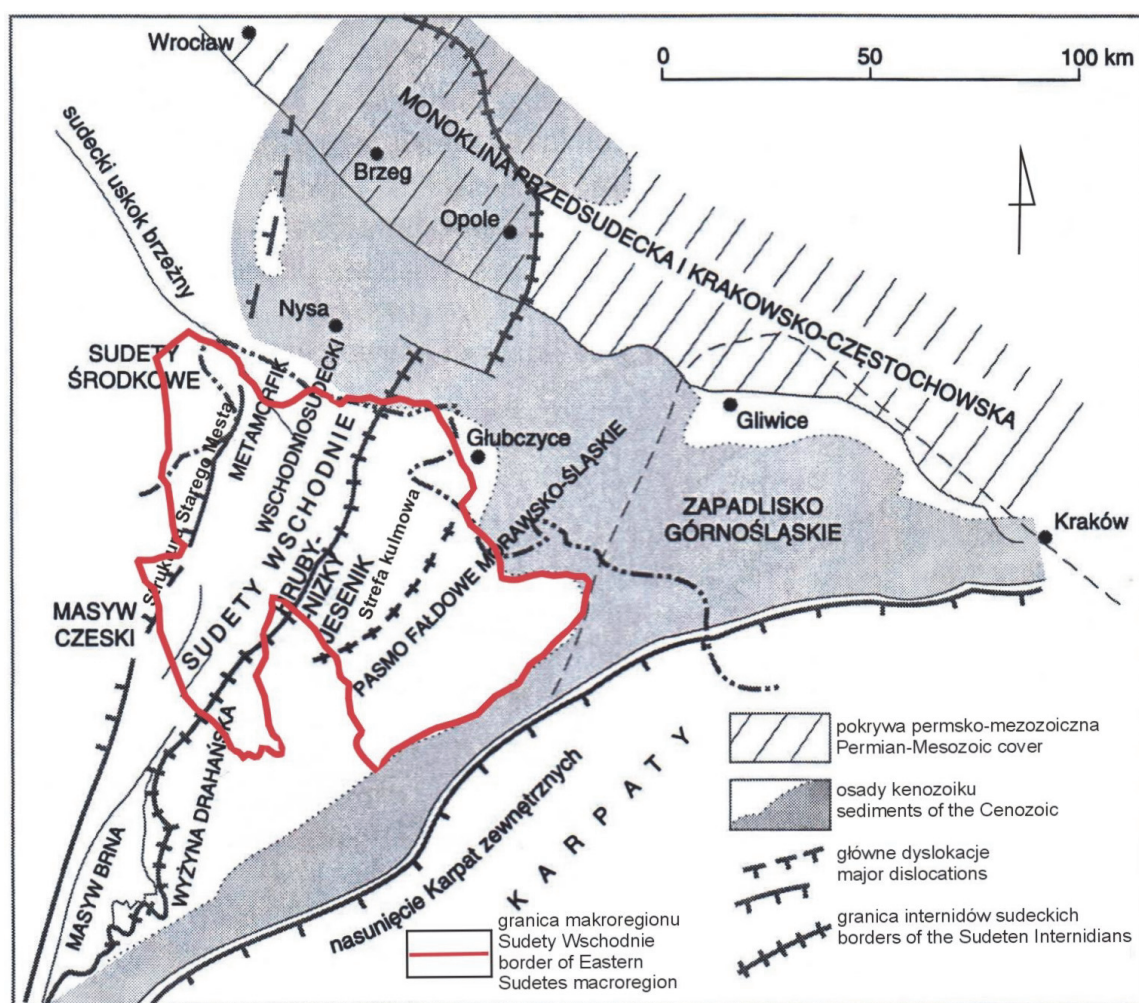 Wrocław
0 50 100 km
sudecki uskok brzeżny
MONOKLINA PRZEDSUDECKA I KRAKOWSKO-CZĘSTOCHOWSKA
Brzeg
Opole
Nysa
SUDETY
ŚRODKOWE
Struktura Starego Mesta
METAMORFIK
WSCHODNIOSUDECKI
Głubczyce
Gliwice
ZAPADLISKO
GÓRNOŚLĄSKIE
Kraków
SUDETY WSCHODNIE
HRUBY-
NIZKY
JESENIK
Strefa kulmowa
PASMO FAŁDOWE MORAWSKO-ŚLĄSKIE
MASYW
CZESKI
MASYW BRNA
WYŻYNA DRAHAŃSKA
nasunięcie Karpat zewnętrznych
KARPATY
pokrywa permsko-mezozoiczna
Permian-Mesozoic cover
osady kenozoiku
sediments of the Cenozoic
główne dyslokacje
major dislocations
granica internidów sudeckich
borders of the Sudeten Internidians
granica makroregionu
Sudety Wschodnie
border of Eastern
Sudetes macroregion